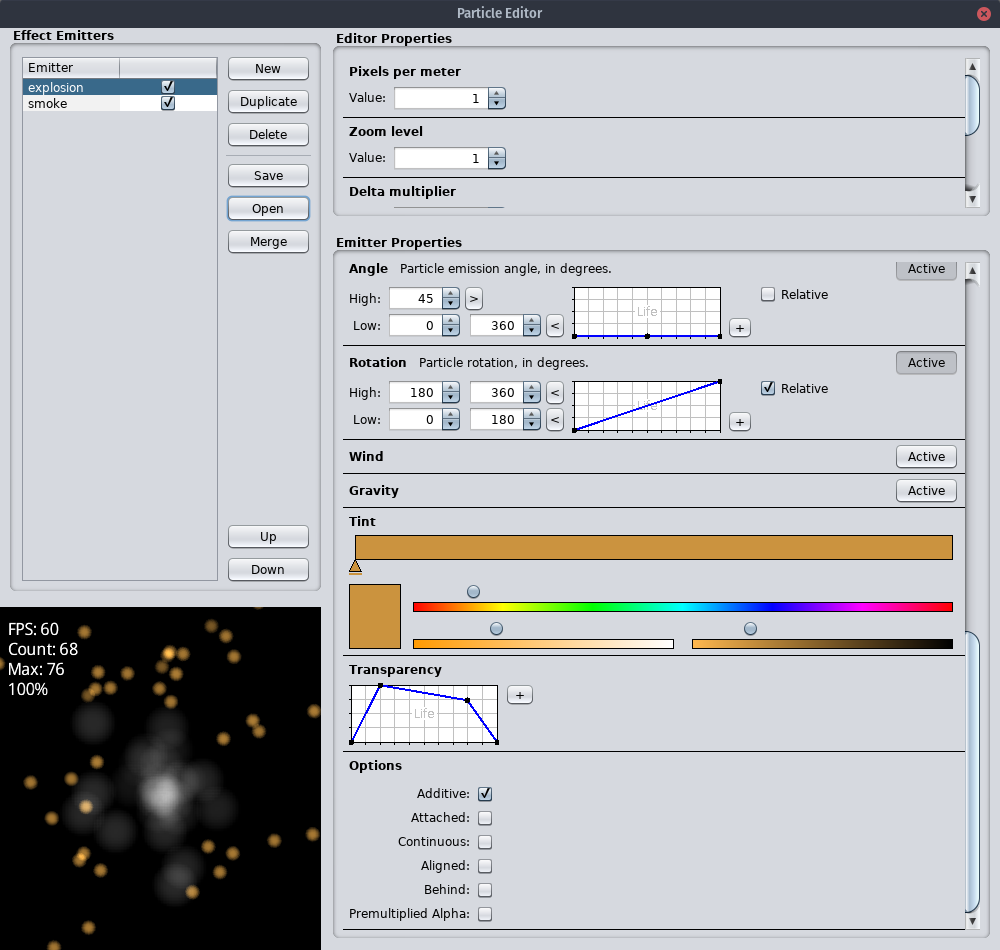 Particle Editor
Effect Emitters
Emitter
explosion
smoke
New
Duplicate
Delete
Save
Open
Merge
Up
Down
FPS: 60
Count: 68
Max: 76
100%
Editor Properties
Pixels per meter
Value: 1
Zoom level
Value: 1
Delta multiplier
Emitter Properties
Angle Particle emission angle, in degrees. Active
High: 45 > Life Relative
Low: 0 360 < +
Rotation Particle rotation, in degrees. Active
High: 180 360 < Life Relative
Low: 0 180 < +
Wind Active
Gravity Active
Tint
Transparency
Life +
Options
Additive:
Attached:
Continuous:
Aligned:
Behind:
Premultiplied Alpha: